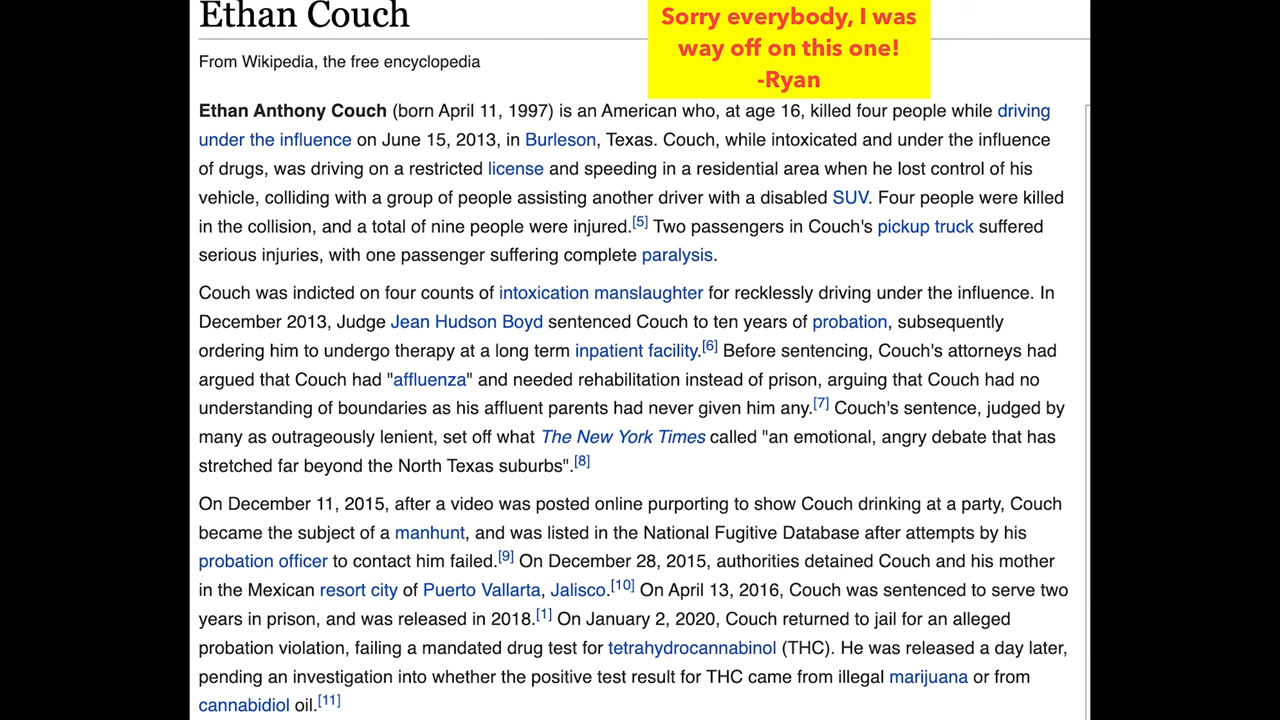 Ethan Couch
Sorry everybody, I was
way off on this one!
-Ryan
From Wikipedia, the free encyclopedia
Ethan Anthony Couch (born April 11, 1997) is an American who, at age 16, killed four people while driving
under the influence on June 15, 2013, in Burleson, Texas. Couch, while intoxicated and under the influence
of drugs, was driving on a restricted license and speeding in a residential area when he lost control of his
vehicle, colliding with a group of people assisting another driver with a disabled SUV. Four people were killed
in the collision, and a total of nine people were injured.[5] Two passengers in Couch's pickup truck suffered
serious injuries, with one passenger suffering complete paralysis.
Couch was indicted on four counts of intoxication manslaughter for recklessly driving under the influence. In
December 2013, Judge Jean Hudson Boyd sentenced Couch to ten years of probation, subsequently
ordering him to undergo therapy at a long term inpatient facility.[6] Before sentencing, Couch's attorneys had
argued that Couch had "affluenza" and needed rehabilitation instead of prison, arguing that Couch had no
understanding of boundaries as his affluent parents had never given him any.[7] Couch's sentence, judged by
many as outrageously lenient, set off what The New York Times called "an emotional, angry debate that has
stretched far beyond the North Texas suburbs".[8]
On December 11, 2015, after a video was posted online purporting to show Couch drinking at a party, Couch
became the subject of a manhunt, and was listed in the National Fugitive Database after attempts by his
probation officer to contact him failed.[9] On December 28, 2015, authorities detained Couch and his mother
in the Mexican resort city of Puerto Vallarta, Jalisco.[10] On April 13, 2016, Couch was sentenced to serve two
years in prison, and was released in 2018.[1] On January 2, 2020, Couch returned to jail for an alleged
probation violation, failing a mandated drug test for tetrahydrocannabinol (THC). He was released a day later,
pending an investigation into whether the positive test result for THC came from illegal marijuana or from
cannabidiol oil.[11]